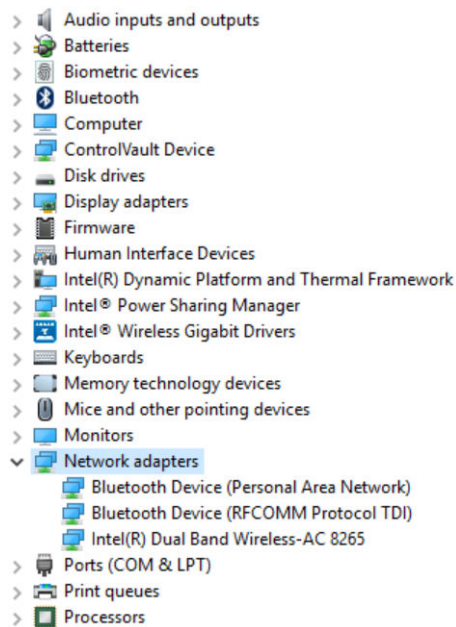 Audio inputs and outputs
Batteries
Biometric devices
Bluetooth
Computer
ControlVault Device
Disk drives
Display adapters
Firmware
Human Interface Devices
Intel(R) Dynamic Platform and Thermal Framework
Intel® Power Sharing Manager
Intel® Wireless Gigabit Drivers
Keyboards
Memory technology devices
Mice and other pointing devices
Monitors
Network adapters
Bluetooth Device (Personal Area Network)
Bluetooth Device (RFCOMM Protocol TDI)
Intel(R) Dual Band Wireless-AC 8265
Ports (COM & LPT)
Print queues
Processors